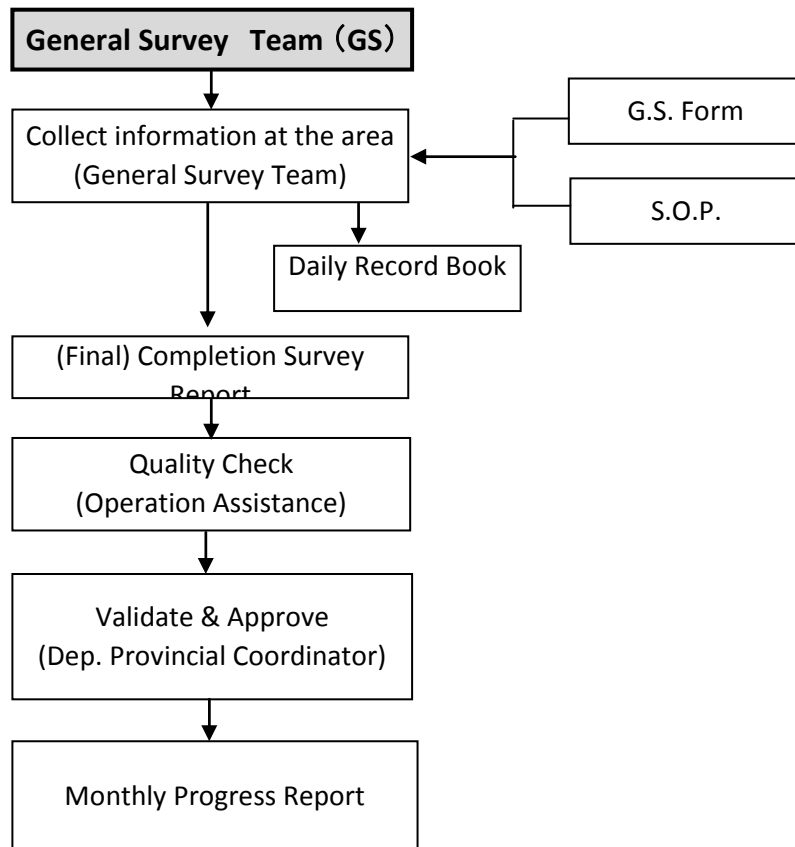 General Survey Team（GS）
Collect information at the area
(General Survey Team)
G.S. Form
S.O.P.
Daily Record Book
(Final) Completion Survey
Report
Quality Check
(Operation Assistance)
Validate & Approve
(Dep. Provincial Coordinator)
Monthly Progress Report